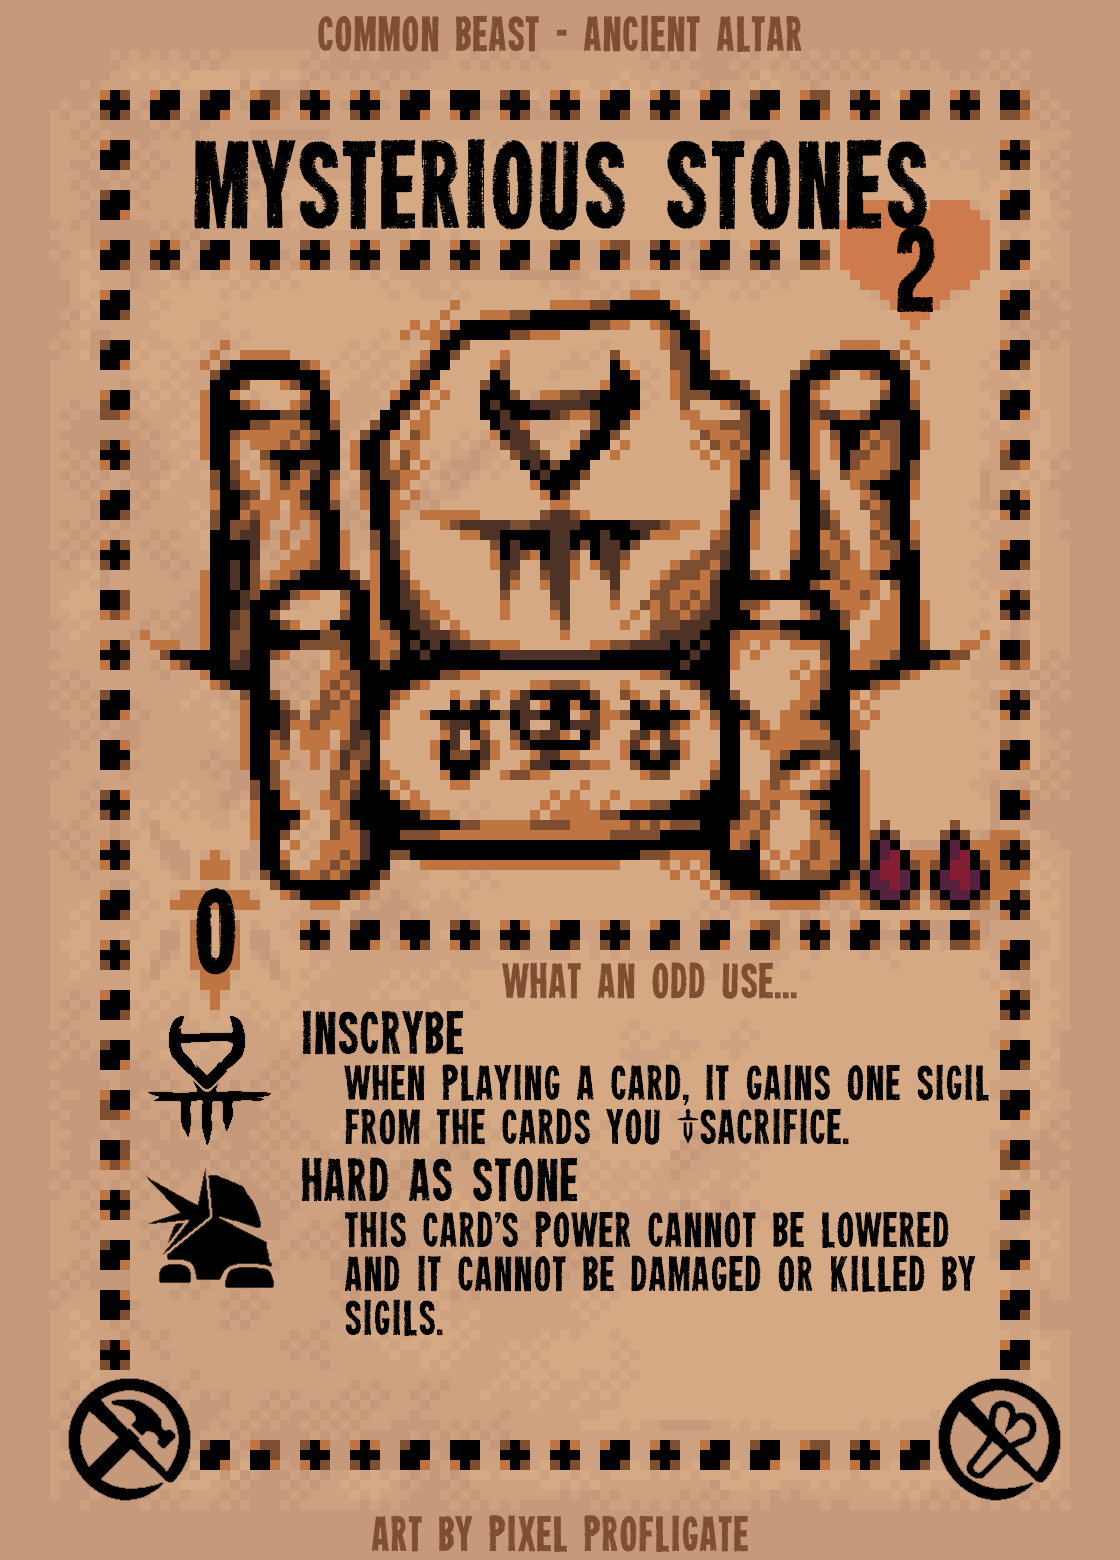 COMMON BEAST - ANCIENT ALTAR
MYSTERIOUS STONES
2
0
WHAT AN ODD USE...
INSCRYBE
WHEN PLAYING A CARD, IT GAINS ONE SIGIL
FROM THE CARDS YOU SACRIFICE.
HARD AS STONE
THIS CARD'S POWER CANNOT BE LOWERED
AND IT CANNOT BE DAMAGED OR KILLED BY
SIGILS.
ART BY PIXEL PROFLIGATE